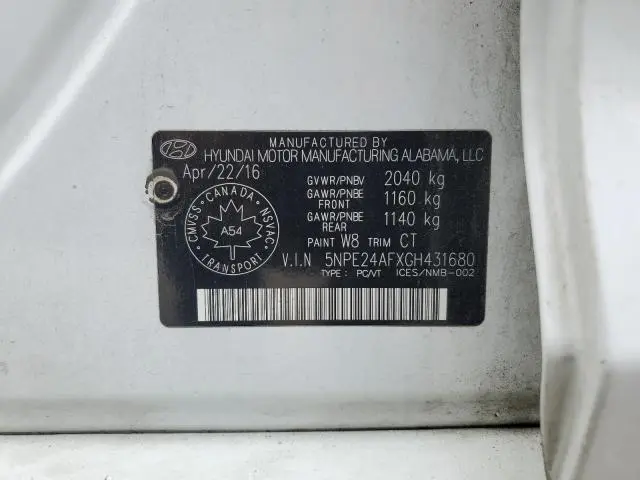 MANUFACTURED BY
HYUNDAI MOTOR MANUFACTURING ALABAMA, LLC
Apr/22/16
GVWR/PNBV 2040 kg
GAWR/PNBE FRONT 1160 kg
GAWR/PNBE REAR 1140 kg
PAINT W8 TRIM CT
V.I.N 5NPE24AFXGH431680
TYPE : PC/VT ICES/NMB-002
CANADA
CMVSS
NSVAC
A54
TRANSPORT